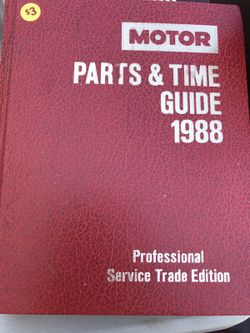 $3
MOTOR
PARTS & TIME
GUIDE
1988
Professional
Service Trade Edition